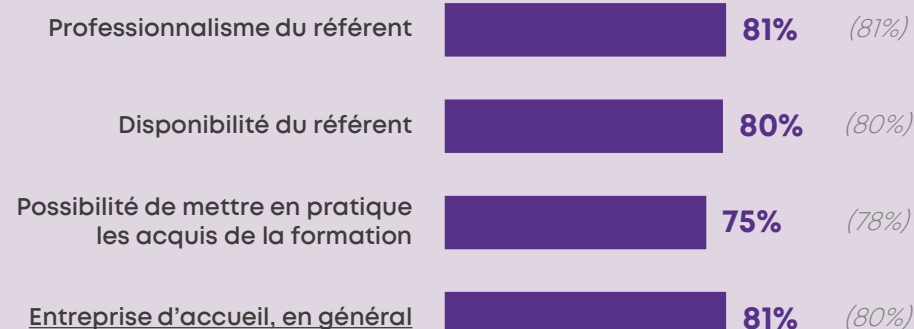 Professionnalisme du référent 81% (81%)
Disponibilité du référent 80% (80%)
Possibilité de mettre en pratique
les acquis de la formation 75% (78%)
Entreprise d'accueil, en général 81% (80%)